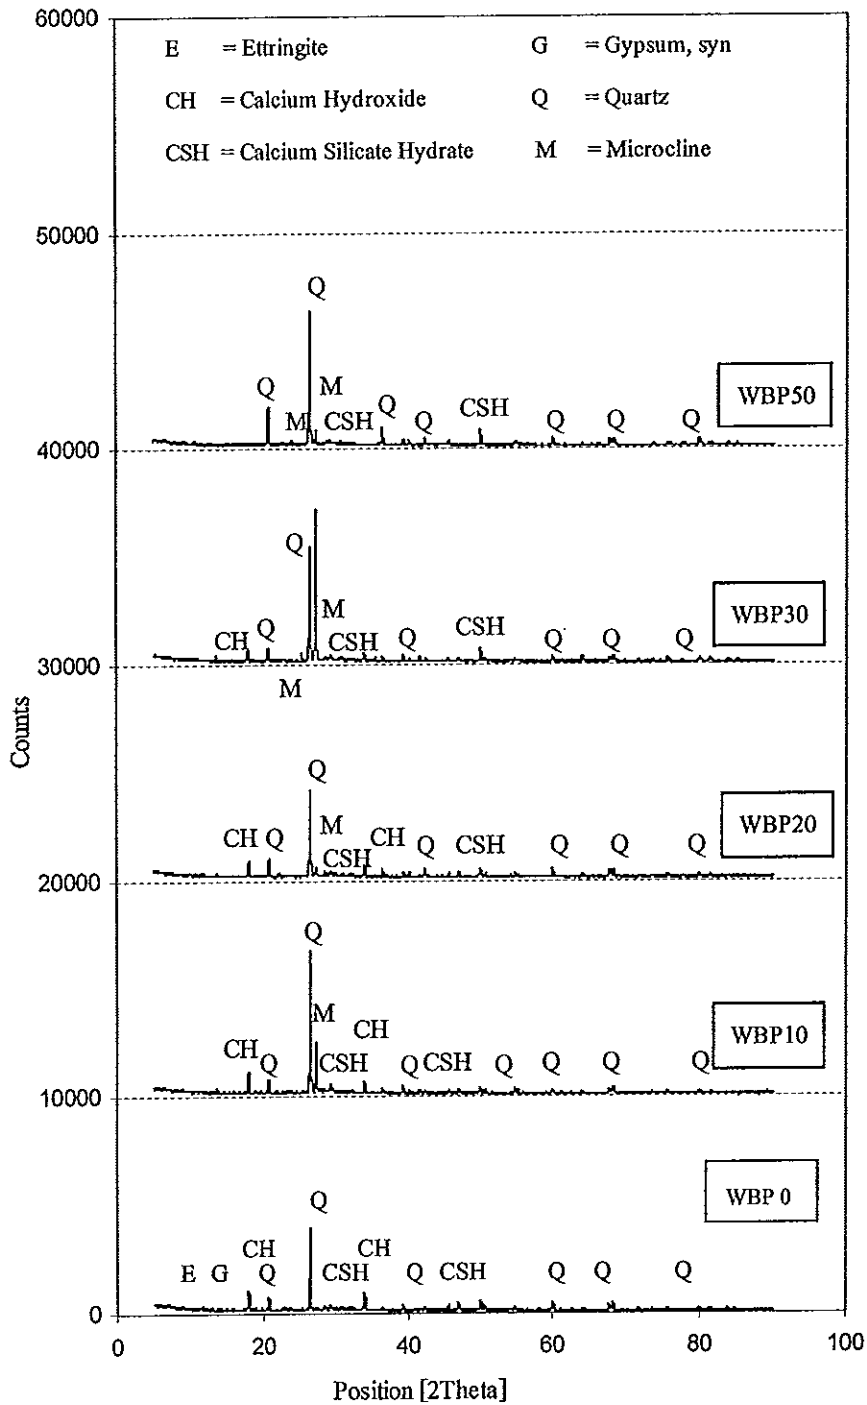 60000
E = Ettringite G = Gypsum, syn
CH = Calcium Hydroxide Q = Quartz
CSH = Calcium Silicate Hydrate M = Microcline
50000
Q
Q M Q CSH WBP50
M CSH Q Q Q Q
40000
Q
M WBP30
CH Q CSH Q CSH Q Q Q
30000
M
Counts
Q
CH Q M CH WBP20
CSH Q CSH Q Q Q
20000
Q
M CH WBP10
CH Q CSH Q CSH Q Q Q Q
10000
Q WBP 0
CH CH
E G Q CSH Q CSH Q Q Q
0
0 20 40 60 80 100
Position [2Theta]